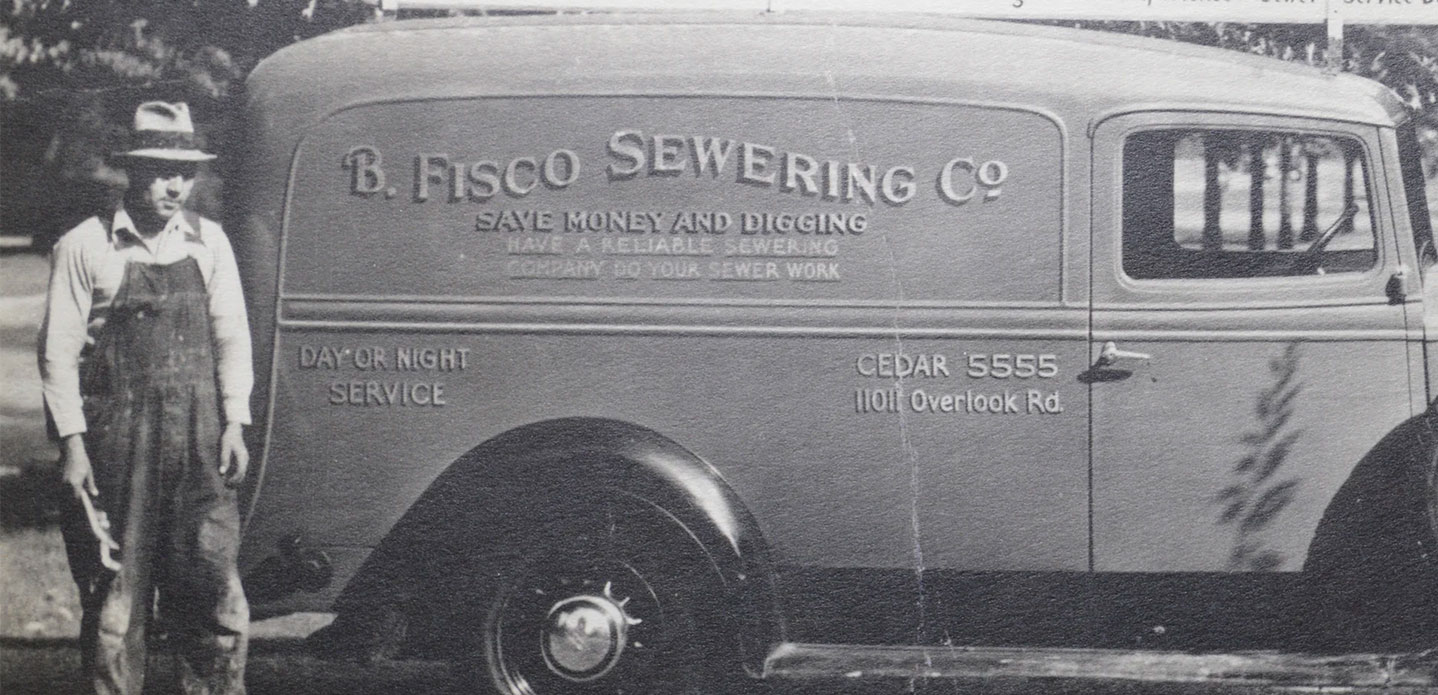 Service
B. FISCO SEWERING CO
SAVE MONEY AND DIGGING
HAVE A RELIABLE SEWERING
COMPANY DO YOUR SEWER WORK
DAY OR NIGHT
SERVICE
CEDAR 5555
11011 Overlook Rd.